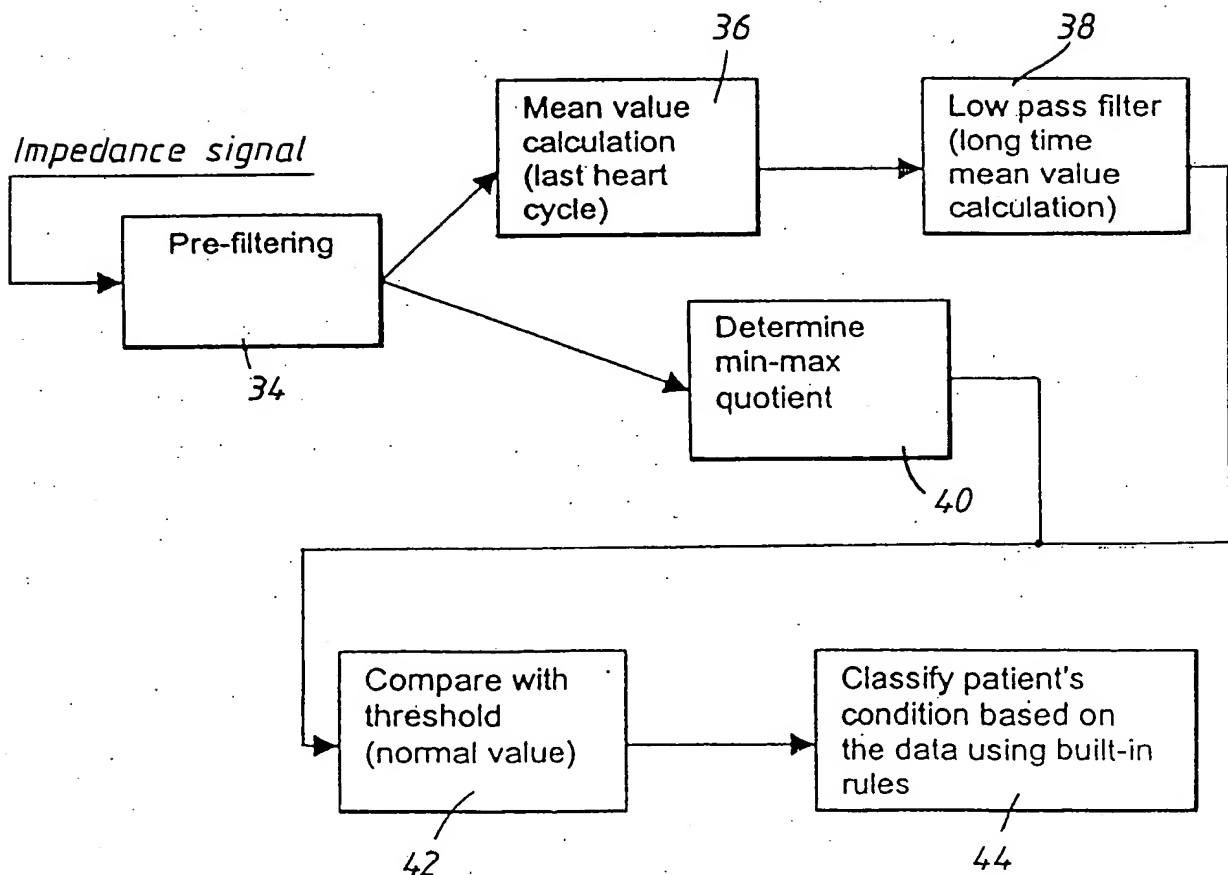 36
38
Impedance signal
Mean value
calculation
(last heart
cycle)
Low pass filter
(long time
mean value
calculation)
Pre-filtering
34
Determine
min-max
quotient
40
Compare with
threshold
(normal value)
42
Classify patient's
condition based on
the data using built-in
rules
44